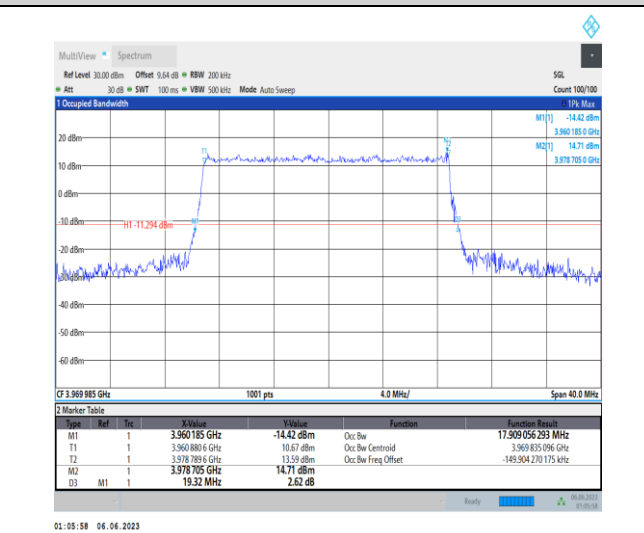 MultiView Spectrum
Ref Level 30.00 dBm Offset 9.64 dB RBW 200 kHz SGL
Att 30 dB SWT 100 ms VBW 500 kHz Mode Auto Sweep Count 100/100
1 Occupied Bandwidth 1Pk Max
M1[1] -14.42 dBm
3.960 185 0 GHz
M2[1] 14.71 dBm
3.978 705 0 GHz
20 dBm
T1
10 dBm
0 dBm
-10 dBm
H1 -11.294 dBm
-20 dBm
-30 dBm
-40 dBm
-50 dBm
-60 dBm
CF 3.969 985 GHz 1001 pts 4.0 MHz/ Span 40.0 MHz
2 Marker Table
Type Ref Trc X-Value Y-Value Function Function Result
M1 1 3.960185 GHz -14.42 dBm Occ Bw 17.909 056 293 MHz
T1 1 3.960 880 6 GHz 10.67 dBm Occ Bw Centroid 3.969 835 096 GHz
T2 1 3.978 789 6 GHz 13.59 dBm Occ Bw Freq Offset -149.904 270 175 kHz
M2 1 3.978 705 GHz 14.71 dBm
D3 M1 1 19.32 MHz 2.62 dB
Ready 06.06.2023
01:05:58
01:05:58 06.06.2023